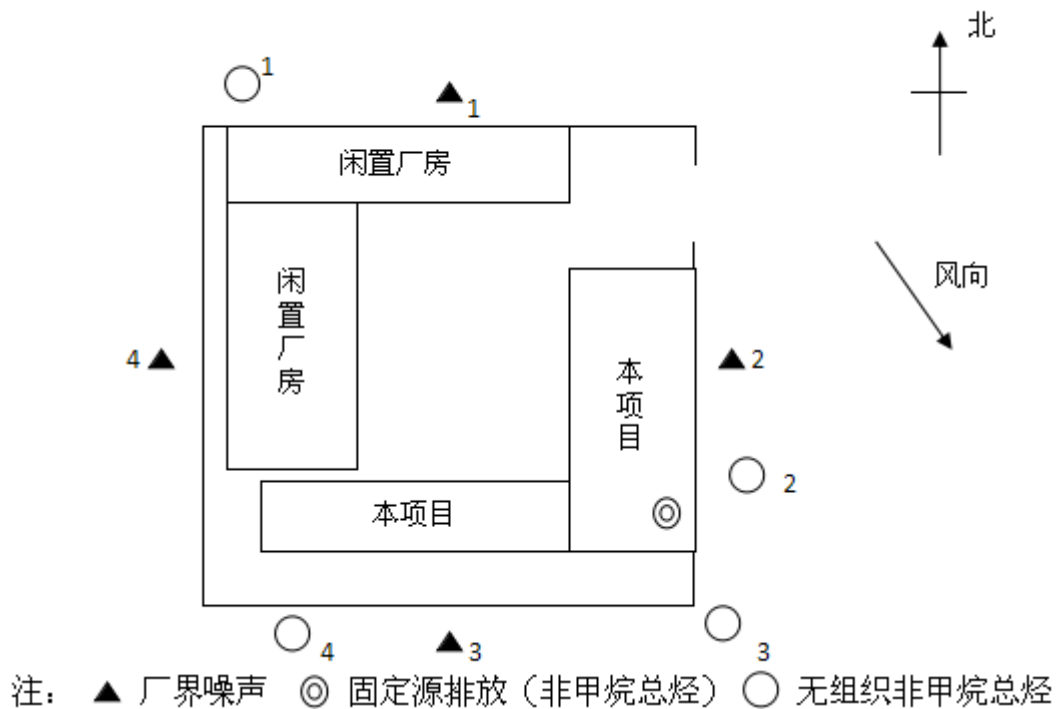 北
1
1
闲置厂房
风向
闲置厂房
4
2
本项目
2
本项目
4
3
3
注： ▲ 厂界噪声 ◎ 固定源排放（非甲烷总烃） ○ 无组织非甲烷总烃